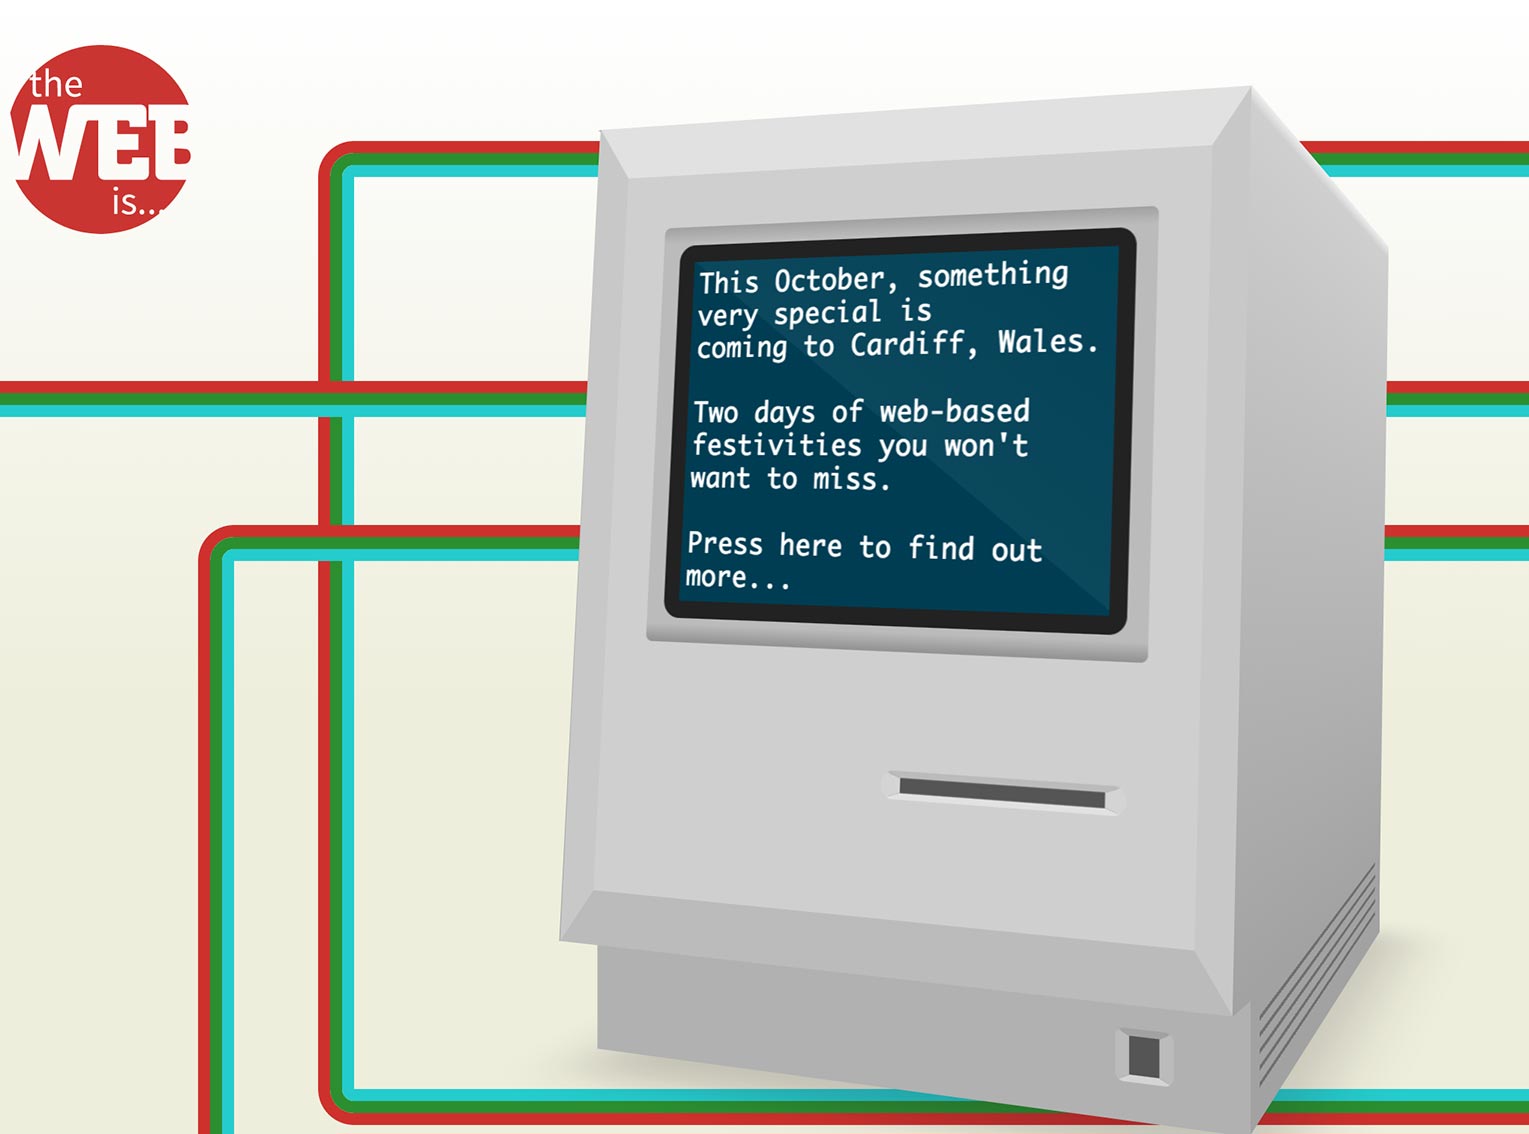 the
WEB
is...
This October, something
very special is
coming to Cardiff, Wales.
Two days of web-based
festivities you won't
want to miss.
Press here to find out
more...